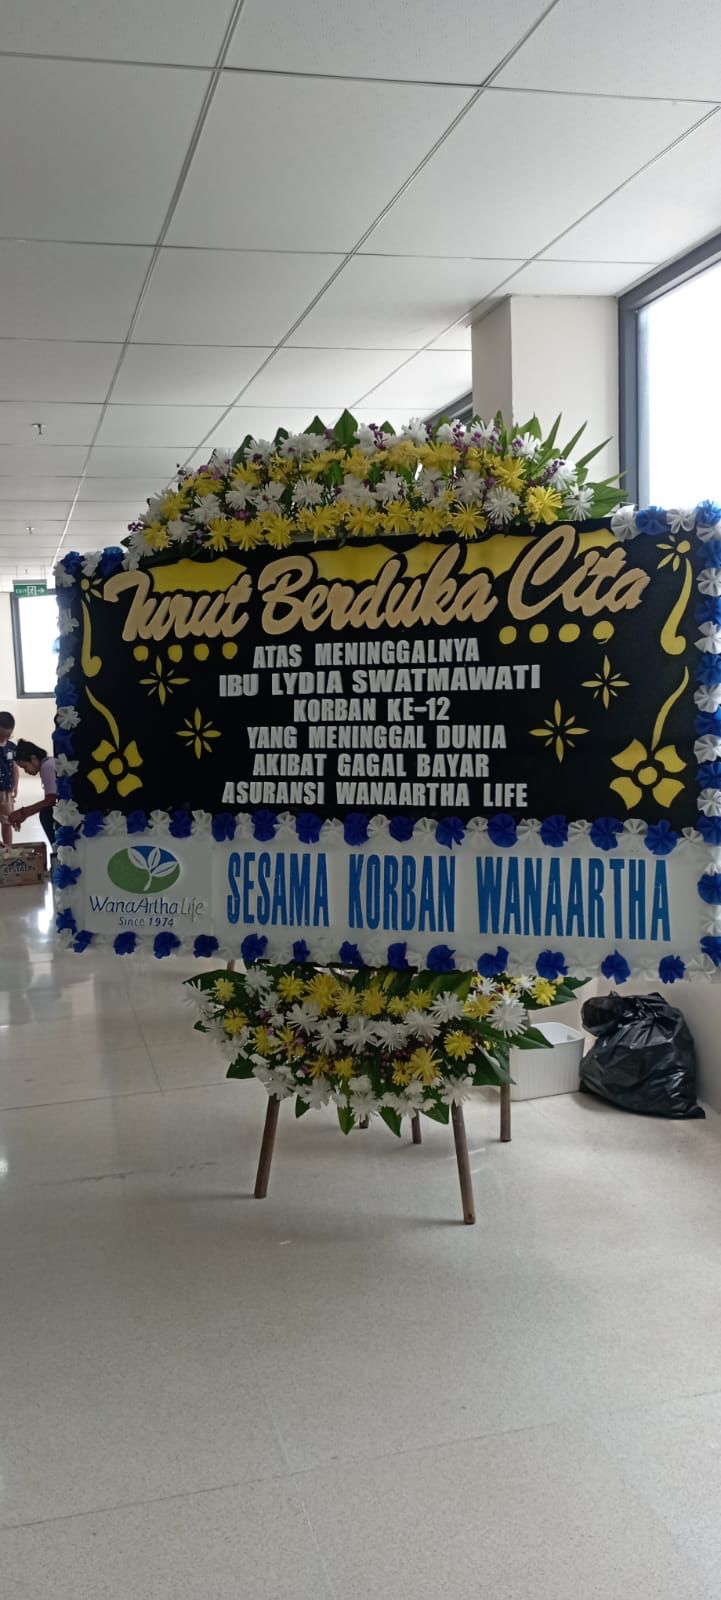 EXIT
Turut Berduka Cita
ATAS MENINGGALNYA
IBU LYDIA SWATMAWATI
KORBAN KE-12
YANG MENINGGAL DUNIA
AKIBAT GAGAL BAYAR
ASURANSI WANAARTHA LIFE
WanaArtha Life
Since 1974
SESAMA KORBAN WANAARTHA